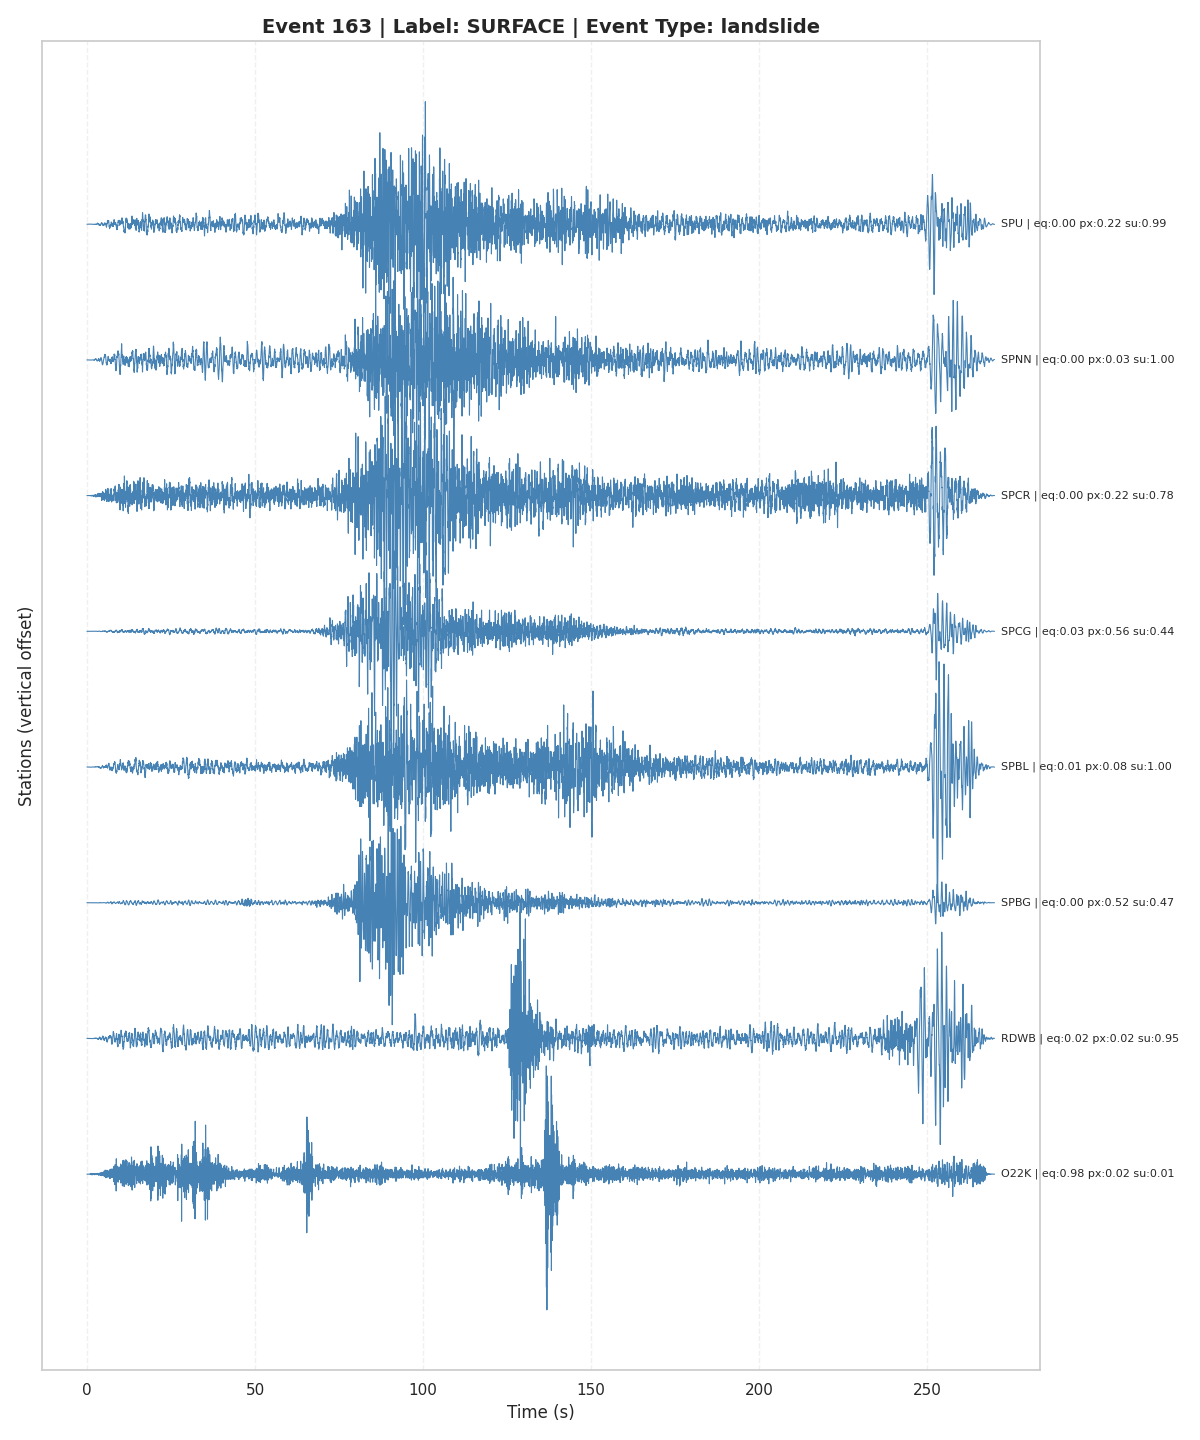 Event 163 | Label: SURFACE | Event Type: landslide
SPU | eq:0.00 px:0.22 su:0.99
SPNN | eq:0.00 px:0.03 su:1.00
SPCR | eq:0.00 px:0.22 su:0.78
SPCG | eq:0.03 px:0.56 su:0.44
SPBL | eq:0.01 px:0.08 su:1.00
SPBG | eq:0.00 px:0.52 su:0.47
RDWB | eq:0.02 px:0.02 su:0.95
O22K | eq:0.98 px:0.02 su:0.01
Stations (vertical offset)
0 50 100 150 200 250
Time (s)